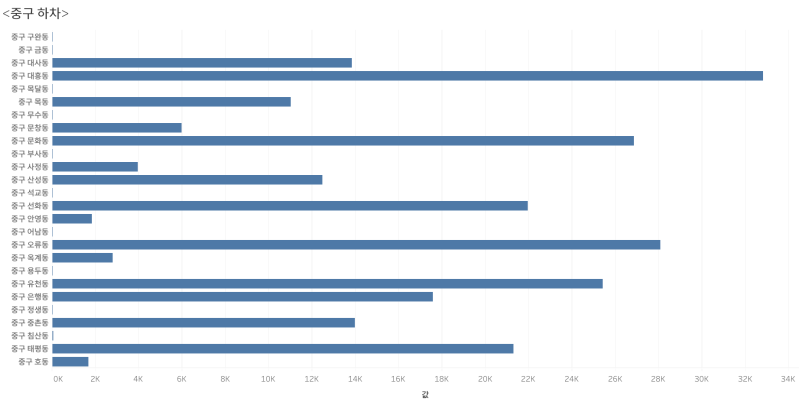 <중구 하차>
중구 구완동
중구 금동
중구 대사동
중구 대흥동
중구 목달동
중구 목동
중구 무수동
중구 문창동
중구 문화동
중구 부사동
중구 사정동
중구 산성동
중구 석교동
중구 선화동
중구 안영동
중구 어남동
중구 오류동
중구 옥계동
중구 용두동
중구 유천동
중구 은행동
중구 정생동
중구 중촌동
중구 침산동
중구 태평동
중구 호동
0K 2K 4K 6K 8K 10K 12K 14K 16K 18K 20K 22K 24K 26K 28K 30K 32K 34K
값